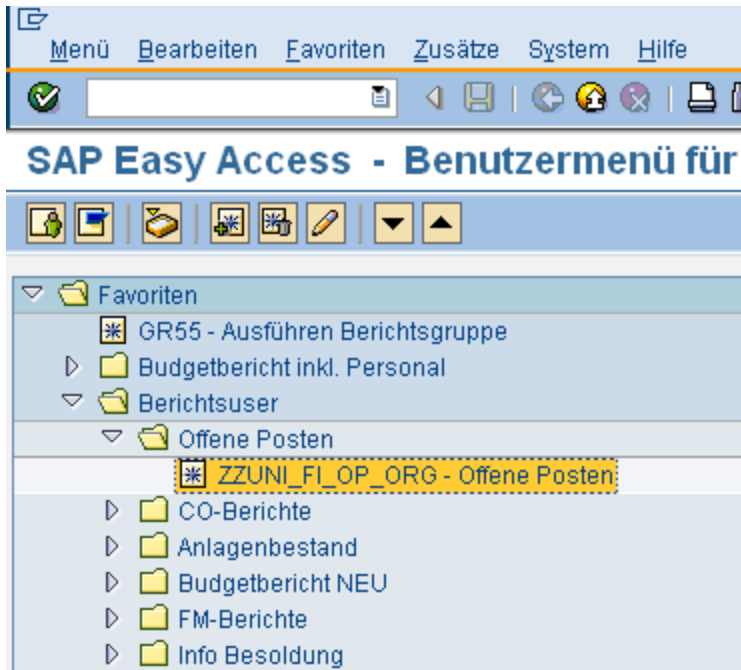 Menü Bearbeiten Favoriten Zusätze System Hilfe
SAP Easy Access - Benutzermenü für
Favoriten
GR55 - Ausführen Berichtsgruppe
Budgetbericht inkl. Personal
Berichtsuser
Offene Posten
ZZUNI_FI_OP_ORG - Offene Posten
CO-Berichte
Anlagenbestand
Budgetbericht NEU
FM-Berichte
Info Besoldung